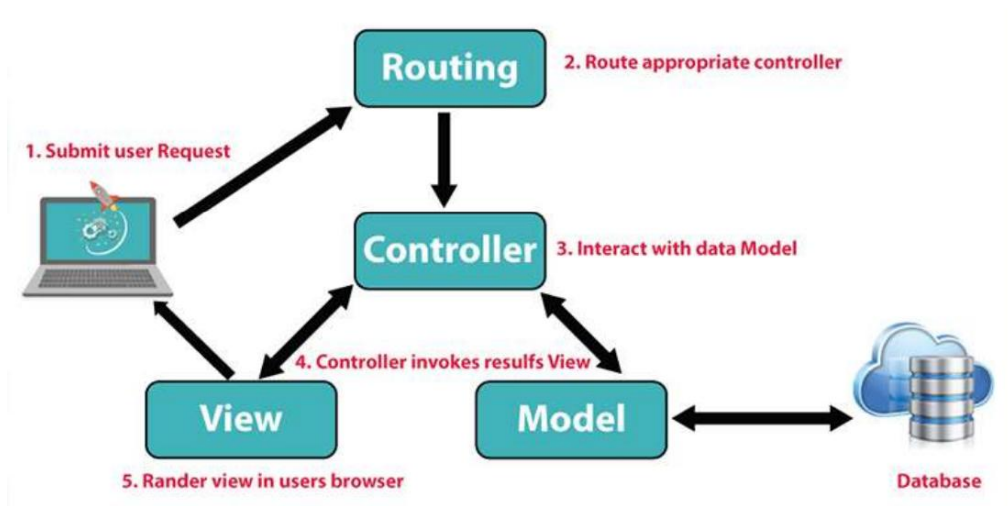 Routing
2. Route appropriate controller
1. Submit user Request
Controller
3. Interact with data Model
4. Controller invokes resulfs View
View
Model
5. Rander view in users browser
Database